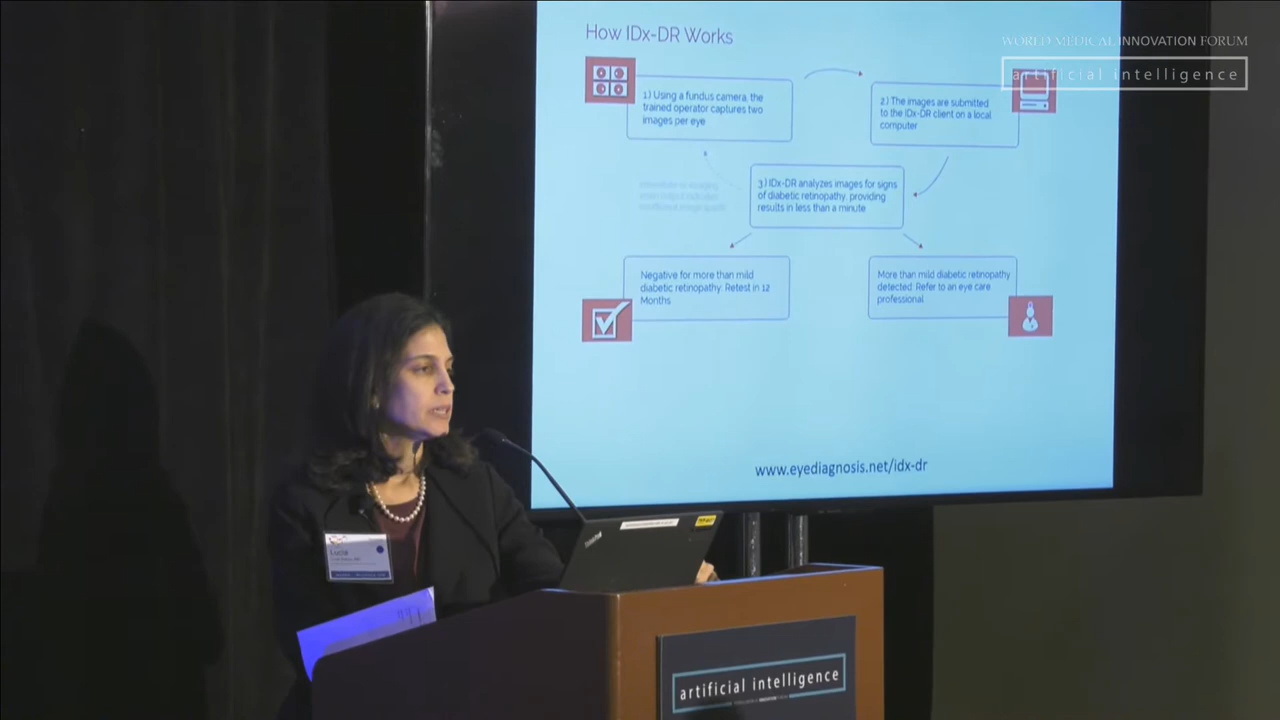 How IDx-DR Works
WORLD MEDICAL INNOVATION FORUM
artificial intelligence
1) Using a fundus camera, the
trained operator captures two
images per eye
2) The images are submitted
to the IDx-DR client on a local
computer
3) IDx-DR analyzes images for signs
of diabetic retinopathy, providing
results in less than a minute
Negative for more than mild
diabetic retinopathy: Retest in 12
Months
More than mild diabetic retinopathy
detected: Refer to an eye care
professional
www.eyediagnosis.net/idx-dr
Lucia
ThinkPad
artificial intelligence